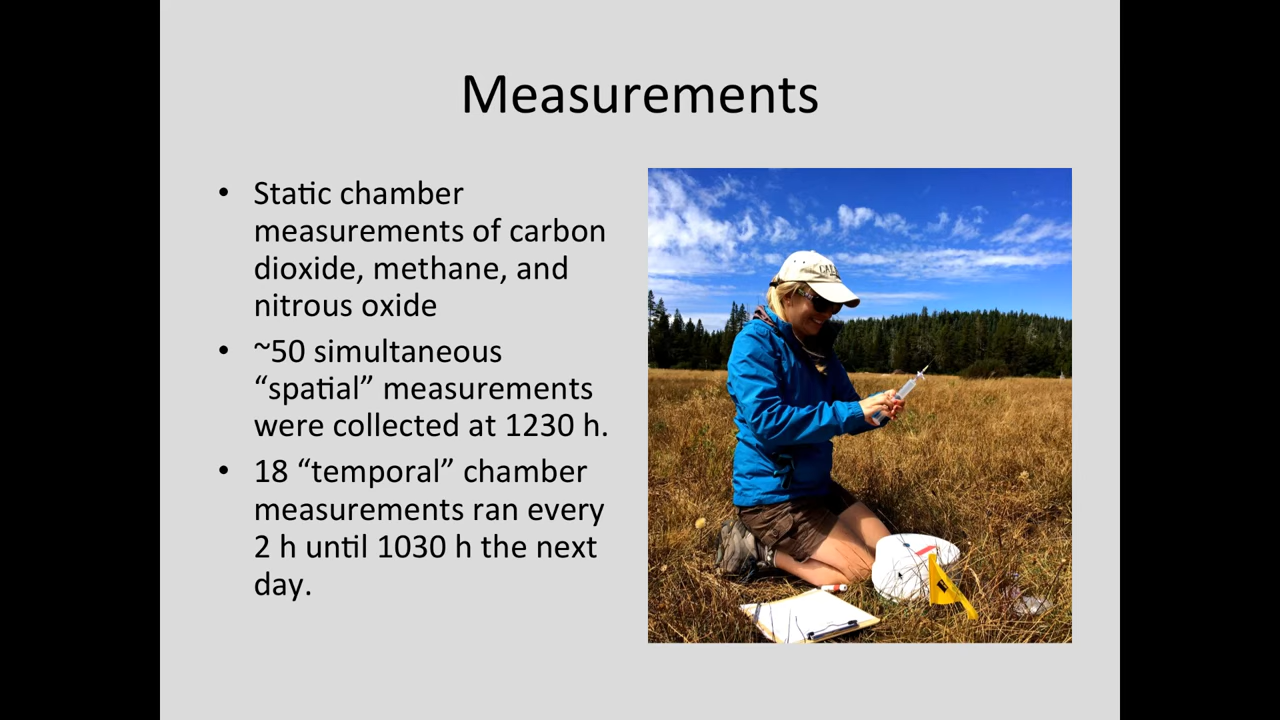 Measurements
• Static chamber
measurements of carbon
dioxide, methane, and
nitrous oxide
• ~50 simultaneous
“spatial” measurements
were collected at 1230 h.
• 18 “temporal” chamber
measurements ran every
2 h until 1030 h the next
day.